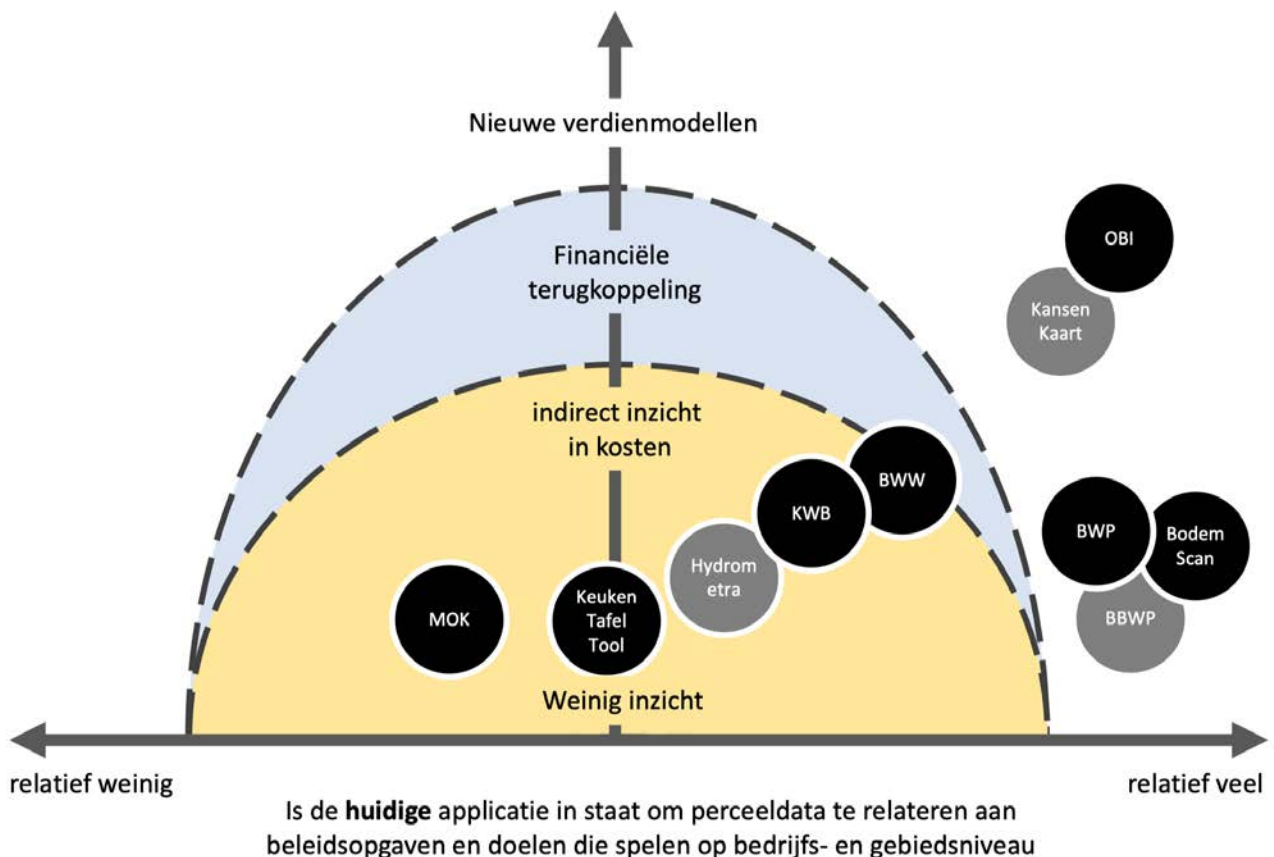 Nieuwe verdienmodellen
Financiële
terugkoppeling
OBI
Kansen
Kaart
indirect inzicht
in kosten
BWW
KWB
BWP
Bodem
Scan
Hydrom
etra
MOK
Keuken
Tafel
Tool
BBWP
Weinig inzicht
relatief weinig
relatief veel
Is de huidige applicatie in staat om perceeldata te relateren aan
beleidsopgaven en doelen die spelen op bedrijfs- en gebiedsniveau